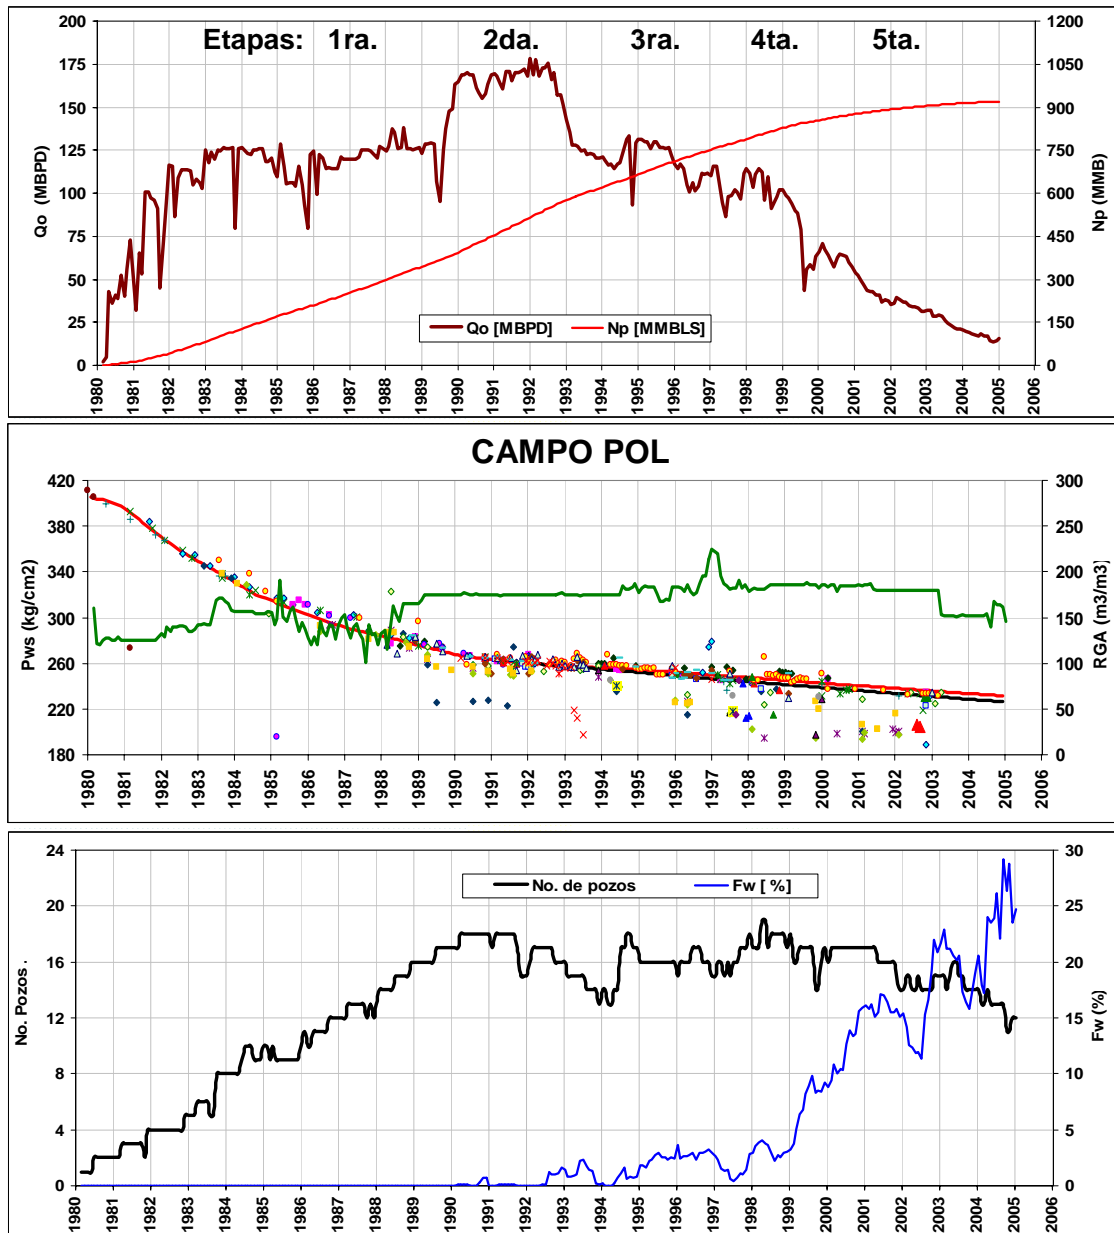 Etapas: 1ra. 2da. 3ra. 4ta. 5ta.
200 175 150 125 100 75 50 25 0
Qo (MBPD)
1200 1050 900 750 600 450 300 150 0
Np (MMB)
Qo [MBPD] Np [MMBLS]
1980 1981 1982 1983 1984 1985 1986 1987 1988 1989 1990 1991 1992 1993 1994 1995 1996 1997 1998 1999 2000 2001 2002 2003 2004 2005 2006
CAMPO POL
420 380 340 300 260 220 180
Pws (kg/cm2)
300 250 200 150 100 50 0
RGA (m3/m3)
1980 1981 1982 1983 1984 1985 1986 1987 1988 1989 1990 1991 1992 1993 1994 1995 1996 1997 1998 1999 2000 2001 2002 2003 2004 2005 2006
24 20 16 12 8 4 0
No. Pozos .
30 25 20 15 10 5 0
Fw (%)
No. de pozos Fw [ %]
1980 1981 1982 1983 1984 1985 1986 1987 1988 1989 1990 1991 1992 1993 1994 1995 1996 1997 1998 1999 2000 2001 2002 2003 2004 2005 2006